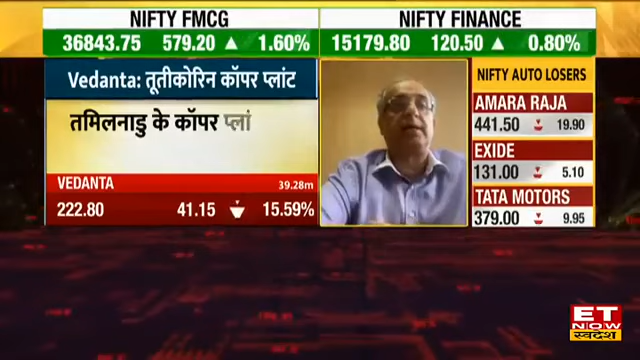 NIFTY FMCG
36843.75 579.20 1.60%
NIFTY FINANCE
15179.80 120.50 0.80%
Vedanta: तूतीकोरिन कॉपर प्लांट
तमिलनाडु के कॉपर प्लां
VEDANTA 39.28m
222.80 41.15 15.59%
NIFTY AUTO LOSERS
AMARA RAJA
441.50 19.90
EXIDE
131.00 5.10
TATA MOTORS
379.00 9.95
ET
NOW
स्वदेश